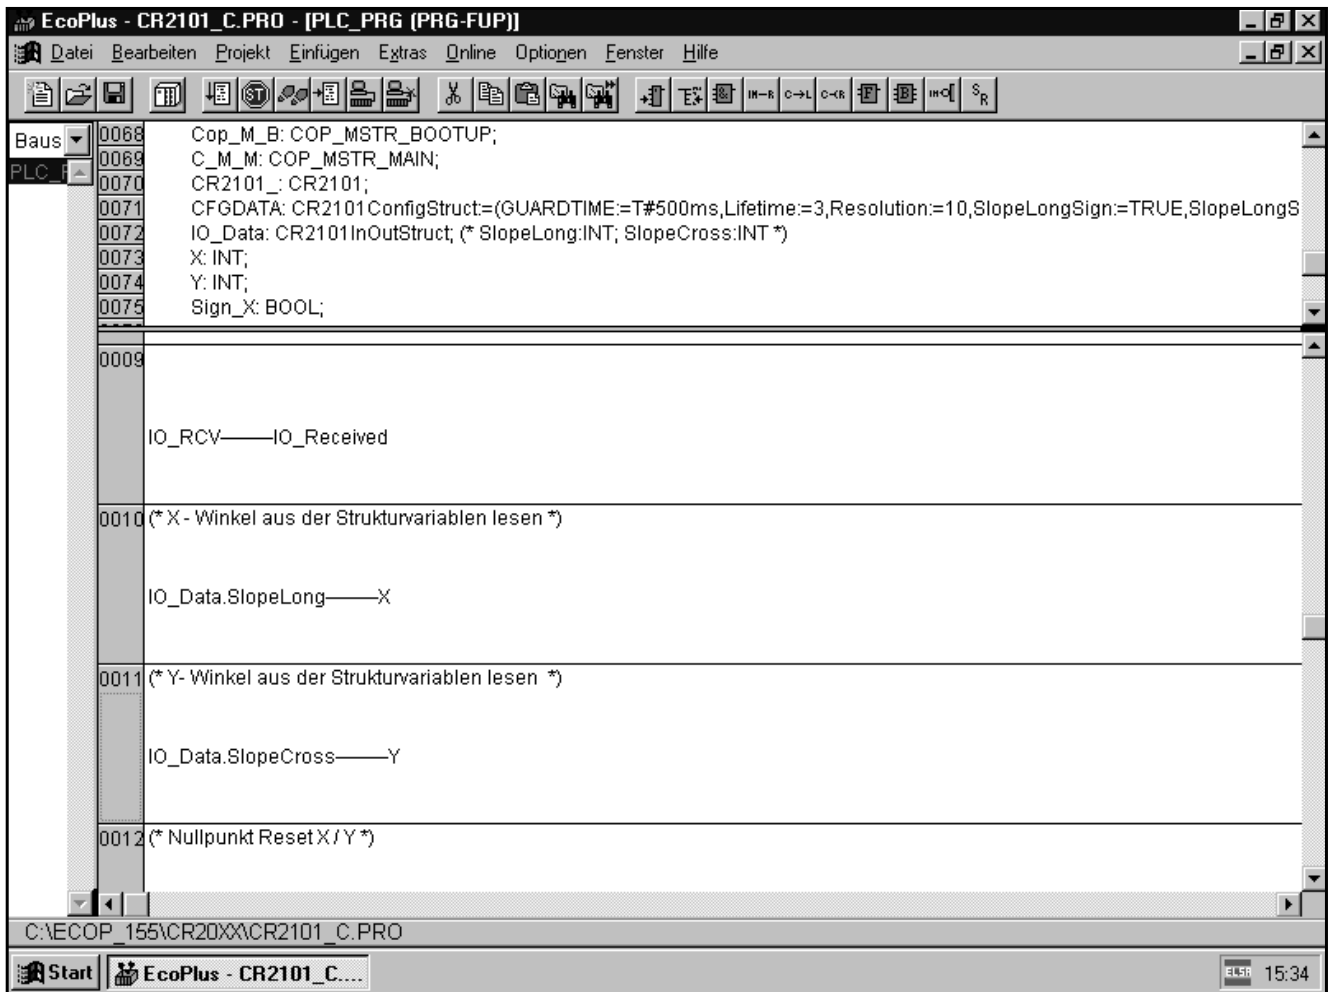 EcoPlus - CR2101_C.PRO - [PLC_PRG (PRG-FUP)]
Datei Bearbeiten Projekt Einfügen Extras Online Optionen Fenster Hilfe
Baus
PLC_
0068 Cop_M_B: COP_MSTR_BOOTUP;
0069 C_M_M: COP_MSTR_MAIN;
0070 CR2101_: CR2101;
0071 CFGDATA: CR2101ConfigStruct:=(GUARDTIME:=T#500ms,Lifetime:=3,Resolution:=10,SlopeLongSign:=TRUE,SlopeLongS
0072 IO_Data: CR2101InOutStruct; (* SlopeLong:INT; SlopeCross:INT *)
0073 X: INT;
0074 Y: INT;
0075 Sign_X: BOOL;
0009
IO_RCV IO_Received
0010 (* X - Winkel aus der Strukturvariablen lesen *)
IO_Data.SlopeLong X
0011 (* Y- Winkel aus der Strukturvariablen lesen *)
IO_Data.SlopeCross Y
0012 (* Nullpunkt Reset X / Y *)
C:\ECOP_155\CR20XX\CR2101_C.PRO
Start EcoPlus - CR2101_C.... 15:34